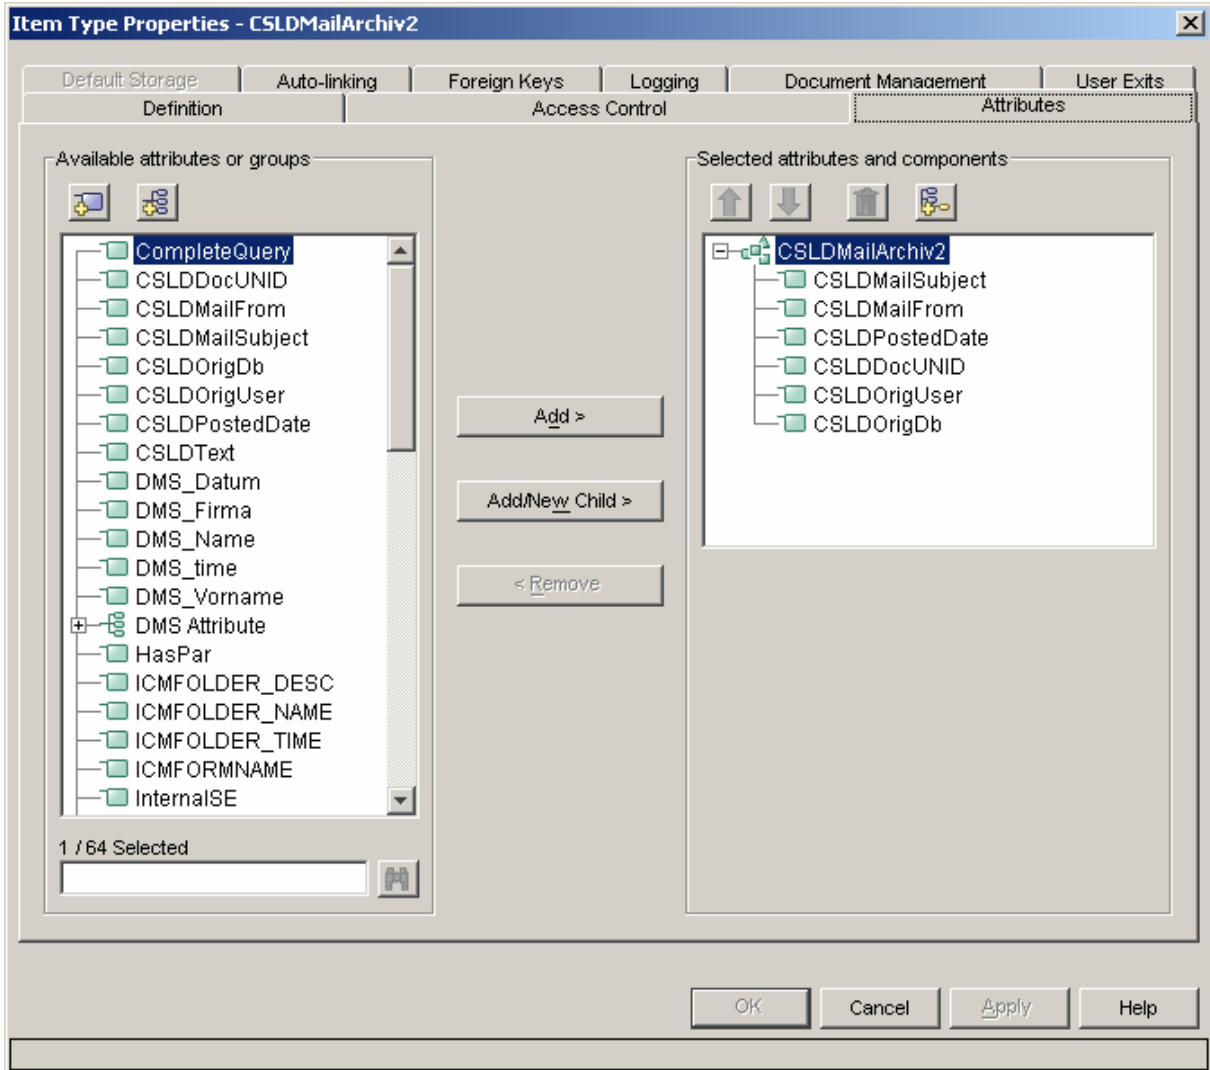 Item Type Properties - CSLDMailArchiv2
Default Storage
Auto-linking
Foreign Keys
Logging
Document Management
User Exits
Definition
Access Control
Attributes
Available attributes or groups
CompleteQuery
CSLDDocUNID
CSLDMailFrom
CSLDMailSubject
CSLDOrigDb
CSLDOrigUser
CSLDPostedDate
CSLDText
DMS_Datum
DMS_Firma
DMS_Name
DMS_time
DMS_Vorname
DMS Attribute
HasPar
ICMFOLDER_DESC
ICMFOLDER_NAME
ICMFOLDER_TIME
ICMFORMNAME
InternalSE
1 / 64 Selected
Add >
Add/New Child >
< Remove
Selected attributes and components
CSLDMailArchiv2
CSLDMailSubject
CSLDMailFrom
CSLDPostedDate
CSLDDocUNID
CSLDOrigUser
CSLDOrigDb
OK
Cancel
Apply
Help